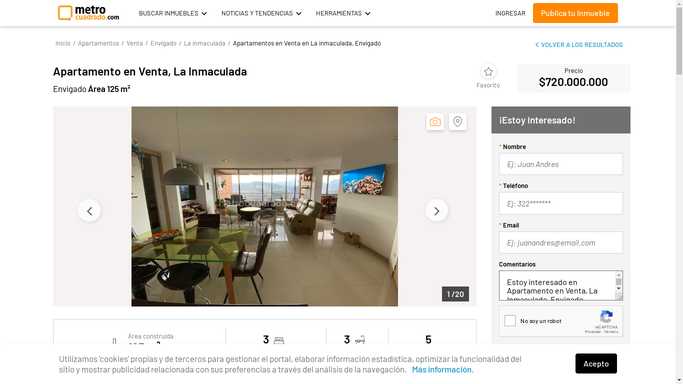 metro
cuadrado.com
BUSCAR INMUEBLES
NOTICIAS Y TENDENCIAS
HERRAMIENTAS
INGRESAR
Publica tu inmueble
Inicio / Apartamentos / Venta / Envigado / La inmaculada / Apartamentos en Venta en La inmaculada, Envigado
VOLVER A LOS RESULTADOS
Apartamento en Venta, La Inmaculada
Envigado Área 125 m²
Favorito
Precio
$720.000.000
¡Estoy Interesado!
* Nombre
Ej: Juan Andres
* Teléfono
Ej: 322*******
* Email
Ej: juanandres@email.com
Comentarios
Estoy interesado en
Apartamento en Venta, La
Inmaculada, Envigado
No soy un robot
reCAPTCHA
Privacidad - Términos
1 /20
Área construida
3
3
5
Utilizamos 'cookies' propias y de terceros para gestionar el portal, elaborar información estadística, optimizar la funcionalidad del
sitio y mostrar publicidad relacionada con sus preferencias a través del análisis de la navegación. Más información.
Acepto